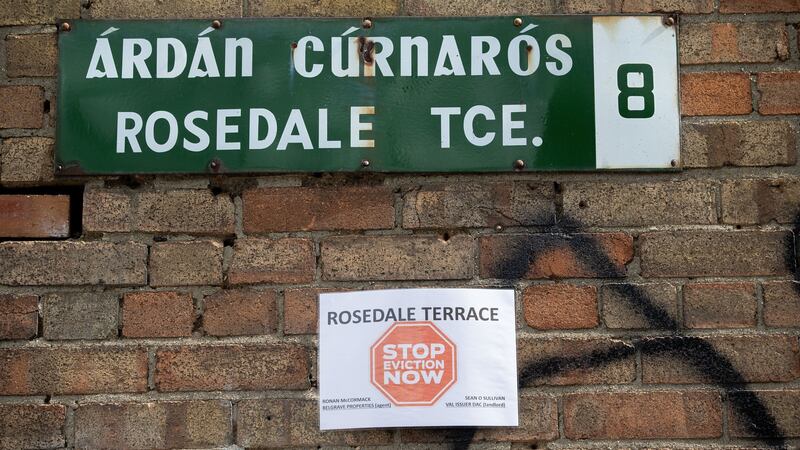 ÁRDÁN CÚRNARÓS
ROSEDALE TCE.
8
ROSEDALE TERRACE
STOP
EVICTION
NOW
RONAN McCORMACK
BELGRAVE PROPERTIES (agent)
SEAN O SULLIVAN
VAL ISSUER DAC (landlord)